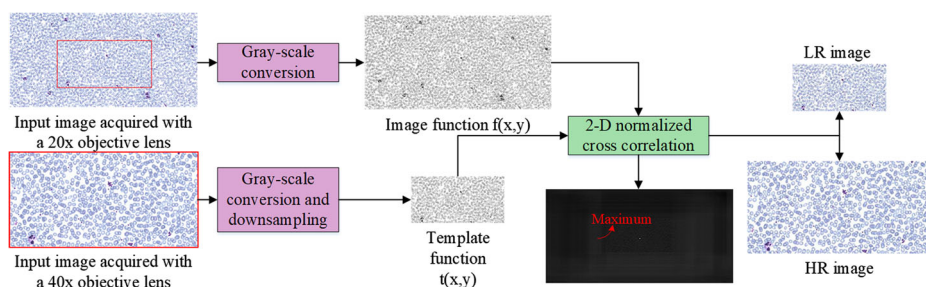 Gray-scale
conversion
Input image acquired with
a 20x objective lens
Image function f(x,y)
2-D normalized
cross correlation
LR image
Gray-scale
conversion and
downsampling
Input image acquired with
a 40x objective lens
Template
function
t(x,y)
Maximum
HR image